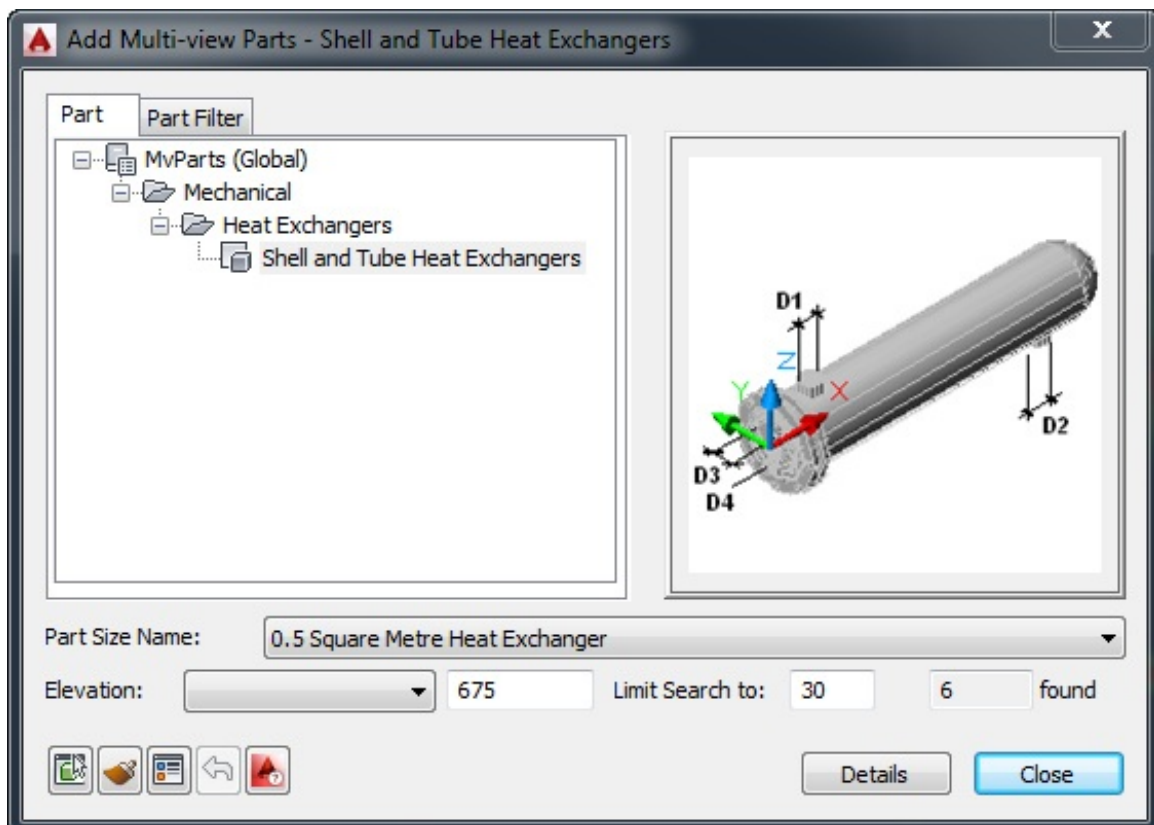 Add Multi-view Parts - Shell and Tube Heat Exchangers
X
Part Part Filter
MvParts (Global)
Mechanical
Heat Exchangers
Shell and Tube Heat Exchangers
D1
Z
Y X
D2
D3
D4
Part Size Name: 0.5 Square Metre Heat Exchanger
Elevation: 675 Limit Search to: 30 6 found
Details Close